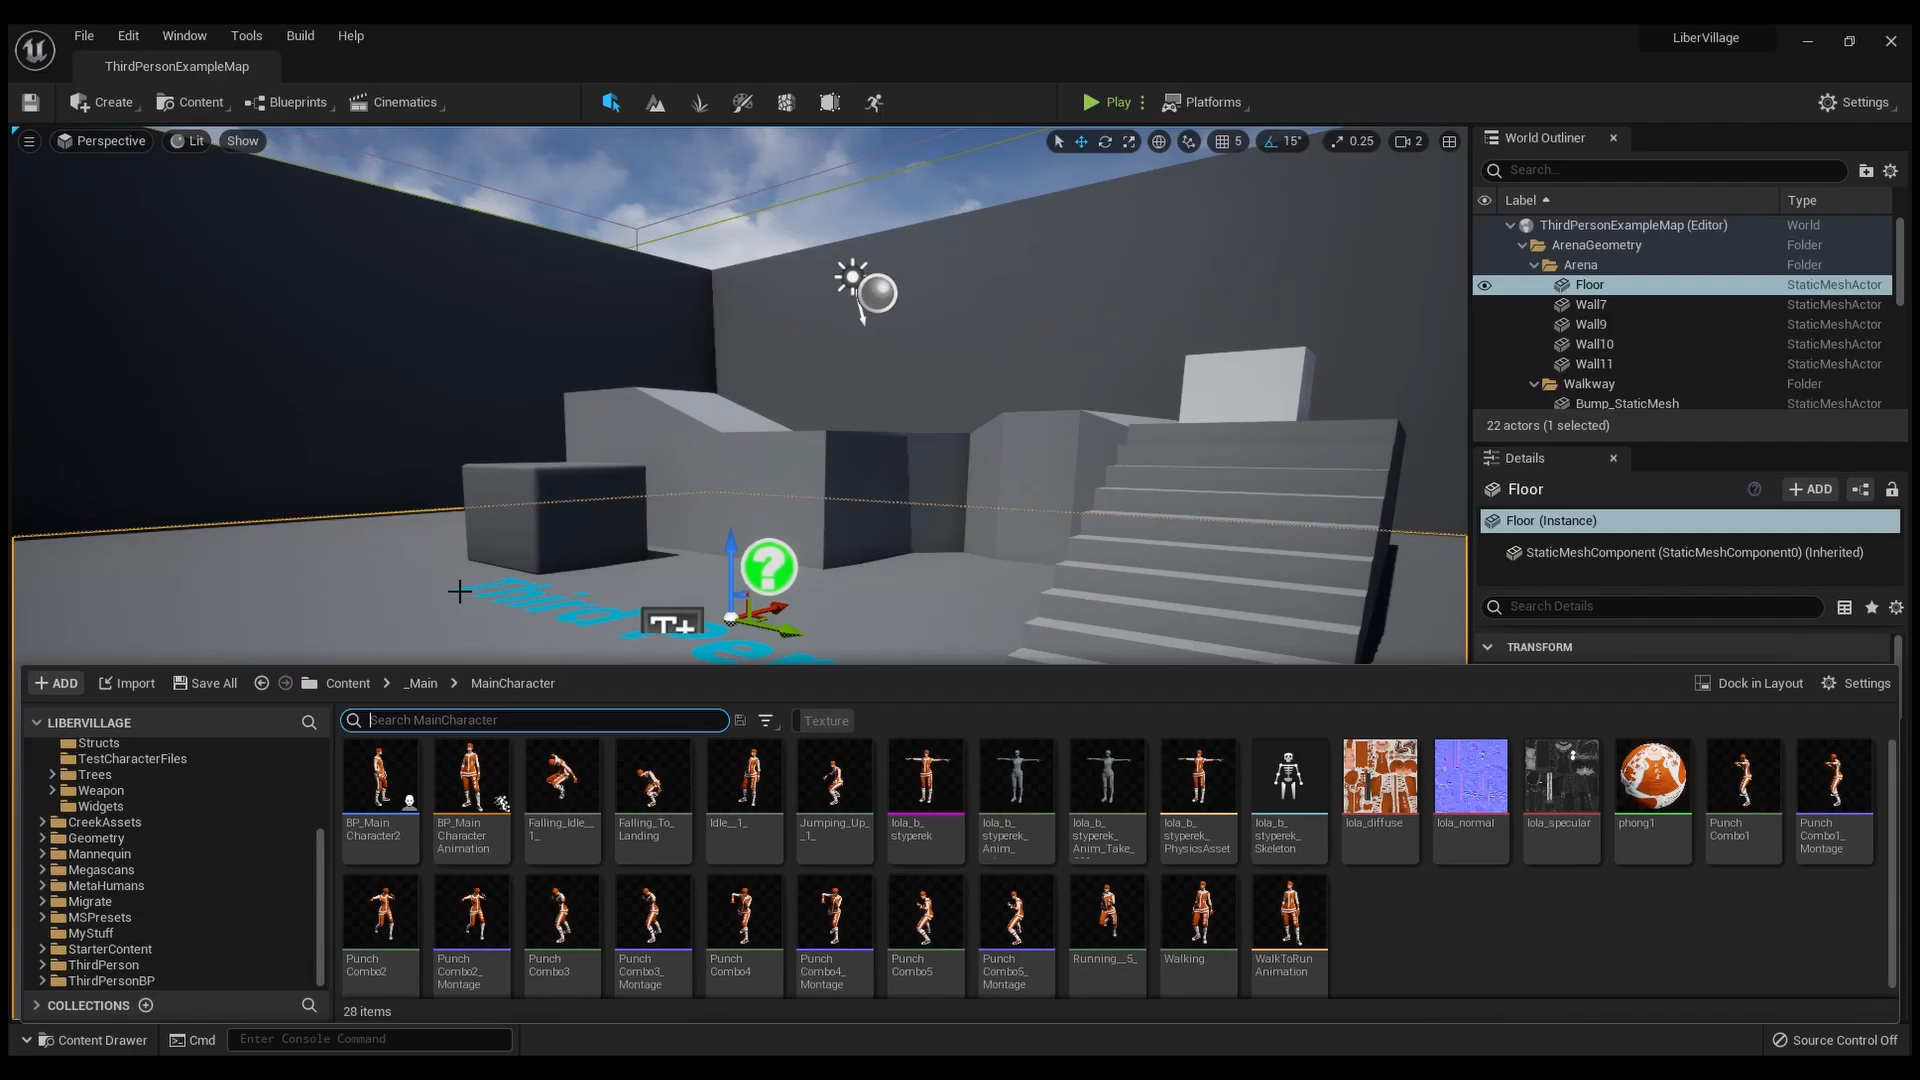 File Edit Window Tools Build Help
LiberVillage
ThirdPersonExampleMap
Create Content Blueprints Cinematics Play Platforms Settings
Perspective Lit Show 5 15° 0.25 2
World Outliner
Search...
Label Type
ThirdPersonExampleMap (Editor) World
ArenaGeometry Folder
Arena Folder
Floor StaticMeshActor
Wall7 StaticMeshActor
Wall9 StaticMeshActor
Wall10 StaticMeshActor
Wall11 StaticMeshActor
Walkway Folder
Bump_StaticMesh StaticMeshActor
22 actors (1 selected)
Details
Floor ADD
Floor (Instance)
StaticMeshComponent (StaticMeshComponent0) (Inherited)
Search Details
TRANSFORM
T+
ADD Import Save All Content _Main MainCharacter Dock in Layout Settings
LIBERVILLAGE
Structs
TestCharacterFiles
Trees
Weapon
Widgets
CreekAssets
Geometry
Mannequin
Megascans
MetaHumans
Migrate
MSPresets
MyStuff
StarterContent
ThirdPerson
ThirdPersonBP
COLLECTIONS
Search MainCharacter Texture
BP_Main
Character2
BP_Main
Character
Animation
Falling_Idle__
1_
Falling_To_
Landing
Idle__1_
Jumping_Up_
_1_
lola_b_
styperek
lola_b_
styperek_
Anim_
lola_b_
styperek_
Anim_Take_
lola_b_
styperek_
PhysicsAsset
lola_b_
styperek_
Skeleton
lola_diffuse
lola_normal
lola_specular
phong1
Punch
Combo1
Punch
Combo1_
Montage
Punch
Combo2
Punch
Combo2_
Montage
Punch
Combo3
Punch
Combo3_
Montage
Punch
Combo4
Punch
Combo4_
Montage
Punch
Combo5
Punch
Combo5_
Montage
Running__5_
Walking
WalkToRun
Animation
28 items
Content Drawer Cmd Enter Console Command Source Control Off